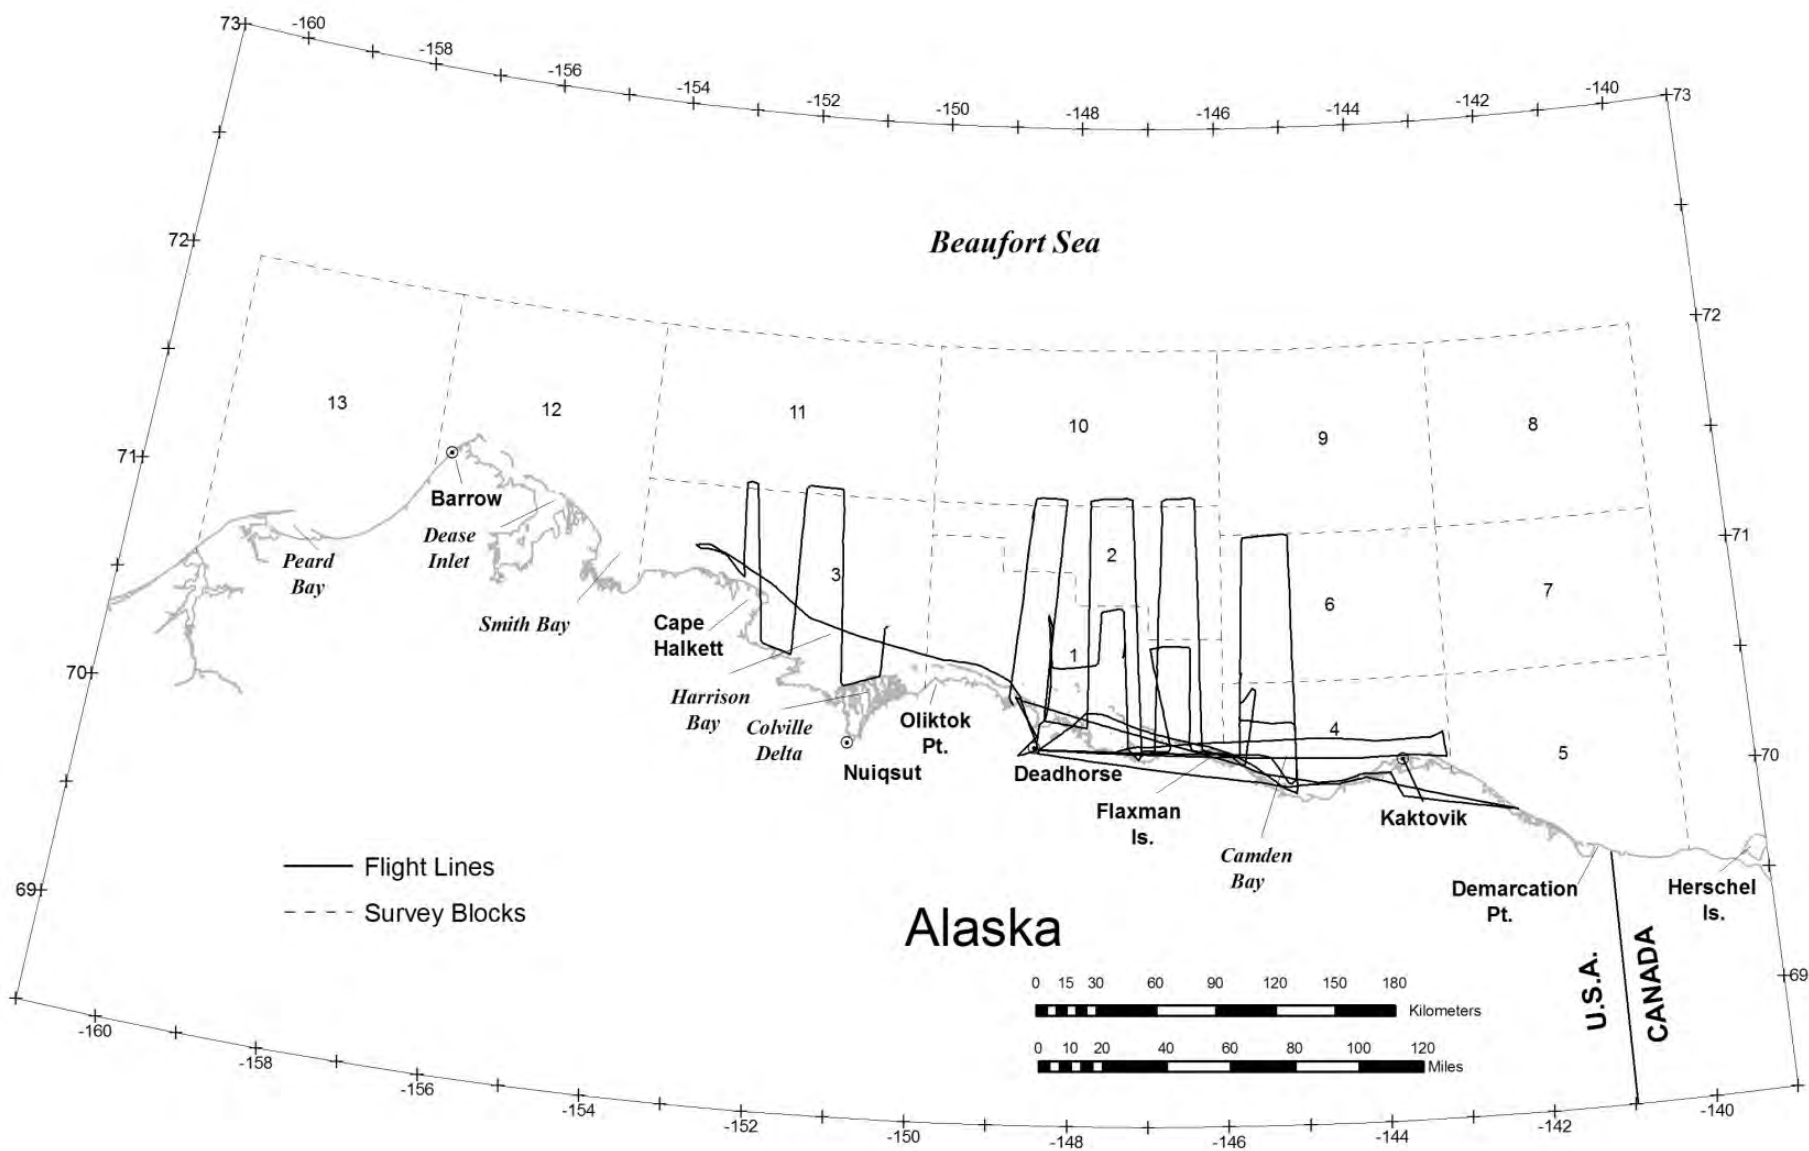 73
-160
-158
-156
-154
-152
-150
-148
-146
-144
-142
-140
73
72
Beaufort Sea
72
13
12
11
10
9
8
71
Barrow
Dease
Inlet
Peard
Bay
Smith Bay
3
2
6
7
71
Cape
Halkett
1
70
Harrison
Bay
Colville
Delta
Oliktok
Pt.
4
5
70
Nuiqsut
Deadhorse
Flaxman
Is.
Kaktovik
Camden
Bay
Flight Lines
Survey Blocks
69
Demarcation
Pt.
Herschel
Is.
Alaska
U.S.A.
CANADA
69
0 15 30 60 90 120 150 180
Kilometers
0 10 20 40 60 80 100 120
Miles
-160
-158
-156
-154
-152
-150
-148
-146
-144
-142
-140